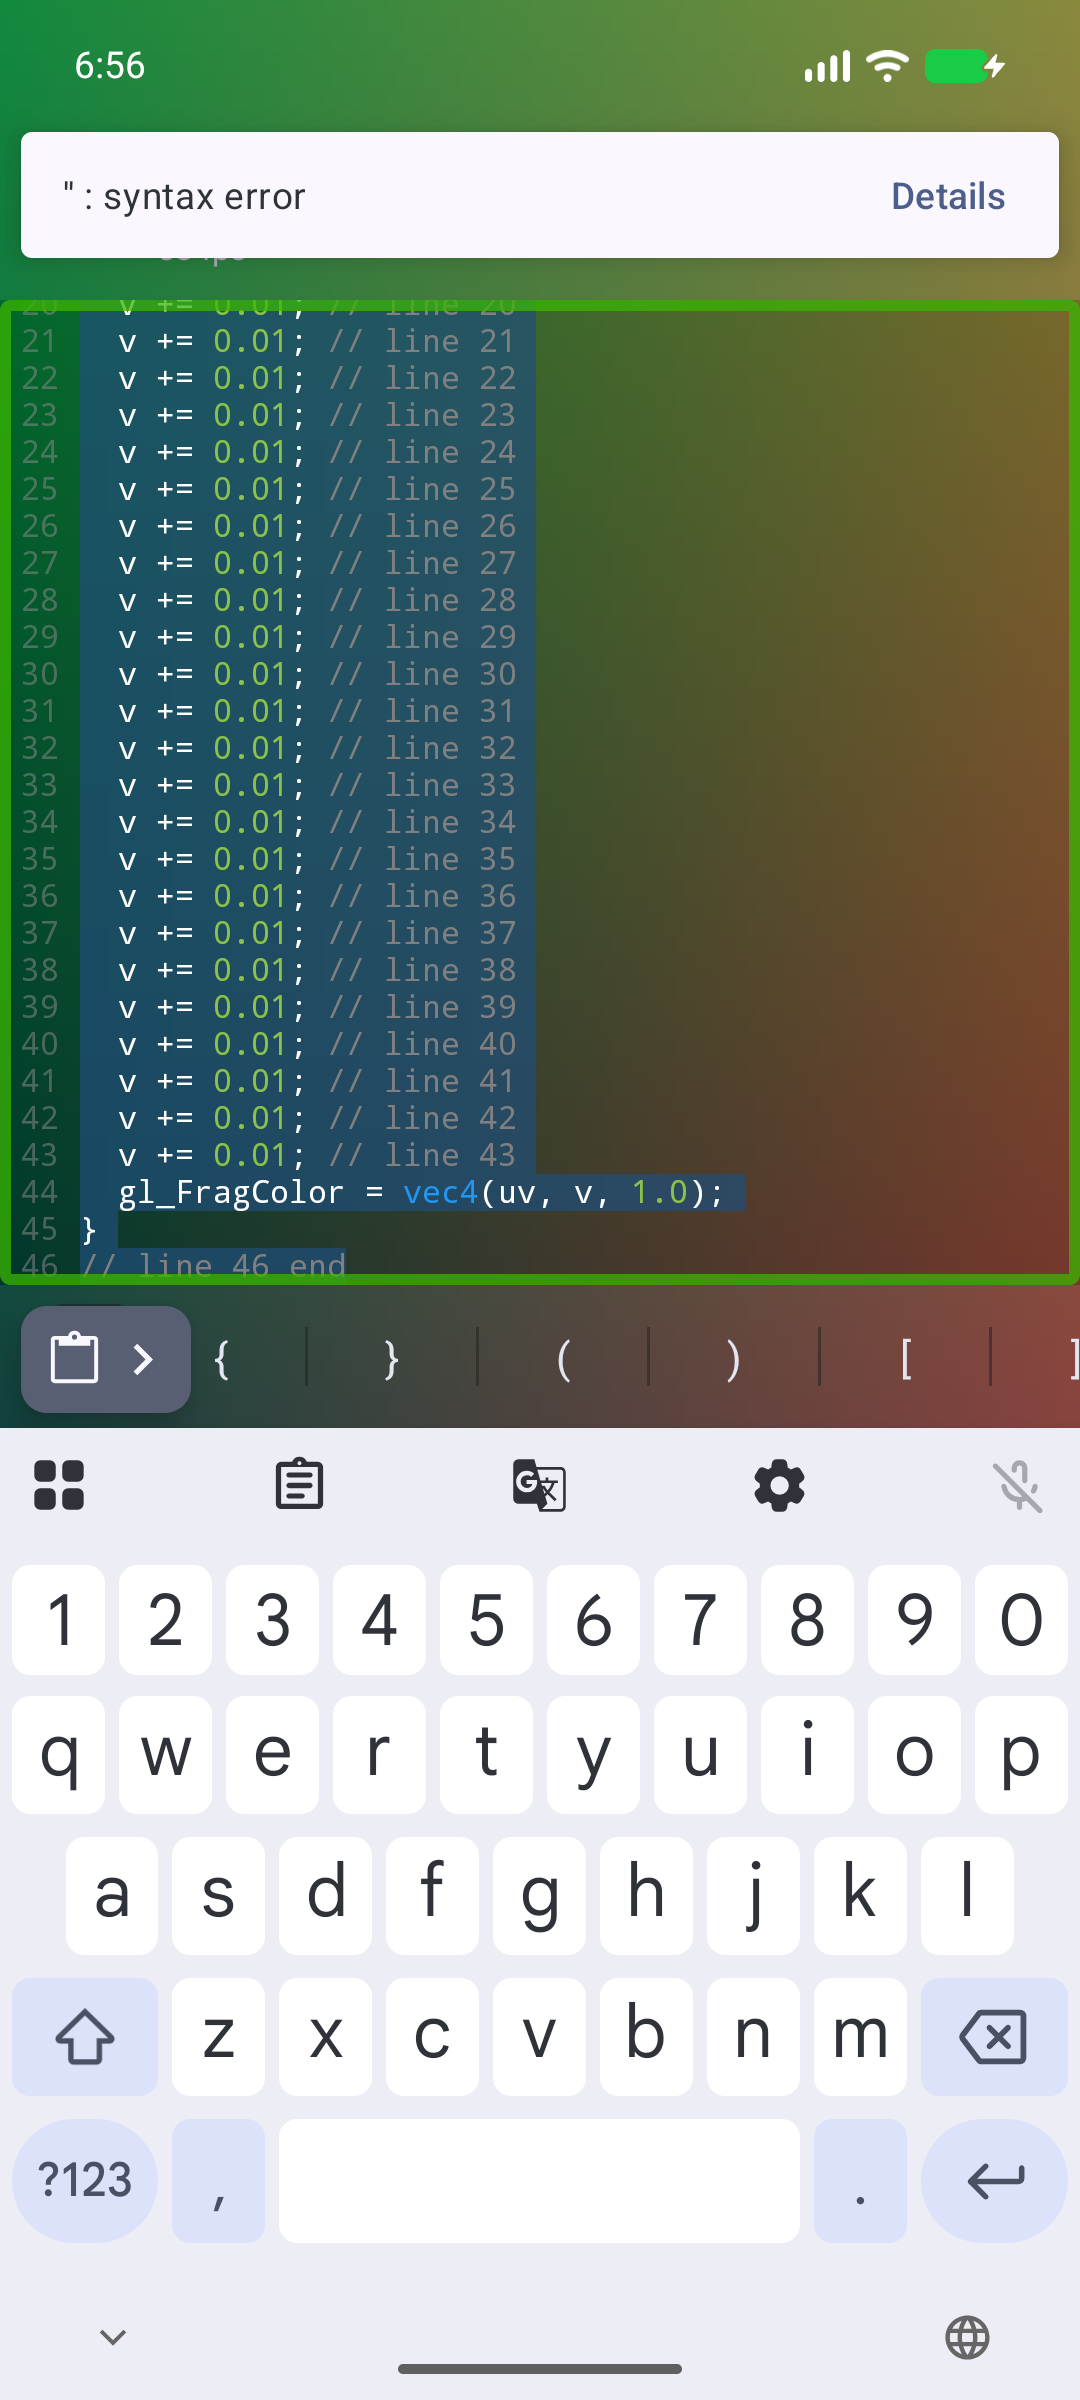 6:56
" : syntax error
Details
20 v += 0.01; // line 20
21 v += 0.01; // line 21
22 v += 0.01; // line 22
23 v += 0.01; // line 23
24 v += 0.01; // line 24
25 v += 0.01; // line 25
26 v += 0.01; // line 26
27 v += 0.01; // line 27
28 v += 0.01; // line 28
29 v += 0.01; // line 29
30 v += 0.01; // line 30
31 v += 0.01; // line 31
32 v += 0.01; // line 32
33 v += 0.01; // line 33
34 v += 0.01; // line 34
35 v += 0.01; // line 35
36 v += 0.01; // line 36
37 v += 0.01; // line 37
38 v += 0.01; // line 38
39 v += 0.01; // line 39
40 v += 0.01; // line 40
41 v += 0.01; // line 41
42 v += 0.01; // line 42
43 v += 0.01; // line 43
44 gl_FragColor = vec4(uv, v, 1.0);
45 }
46 // line 46 end
{ } ( ) [ ]
1 2 3 4 5 6 7 8 9 0
q w e r t y u i o p
a s d f g h j k l
z x c v b n m
?123 , .